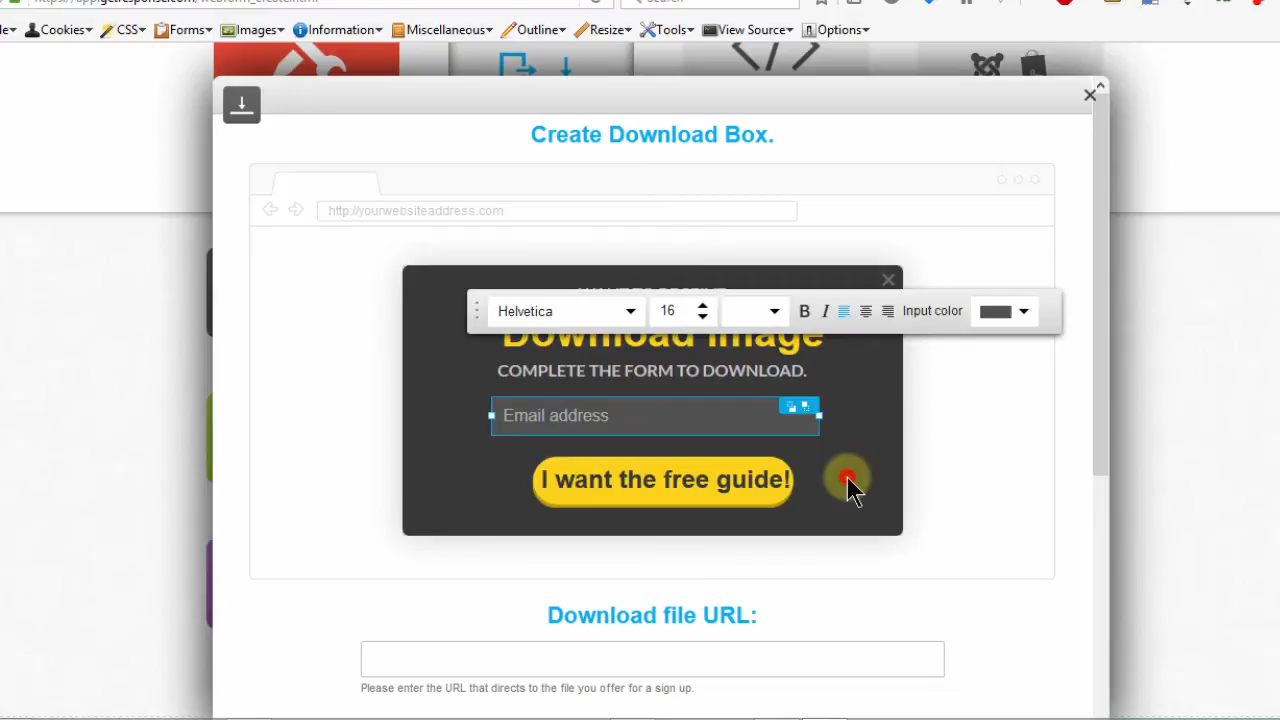 Cookies▾ CSS▾ Forms▾ Images▾ Information▾ Miscellaneous▾ Outline▾ Resize▾ Tools▾ View Source▾ Options▾
Create Download Box.
http://yourwebsiteaddress.com
Helvetica 16 B I Input color
Download Image
COMPLETE THE FORM TO DOWNLOAD.
Email address
I want the free guide!
Download file URL:
Please enter the URL that directs to the file you offer for a sign up.